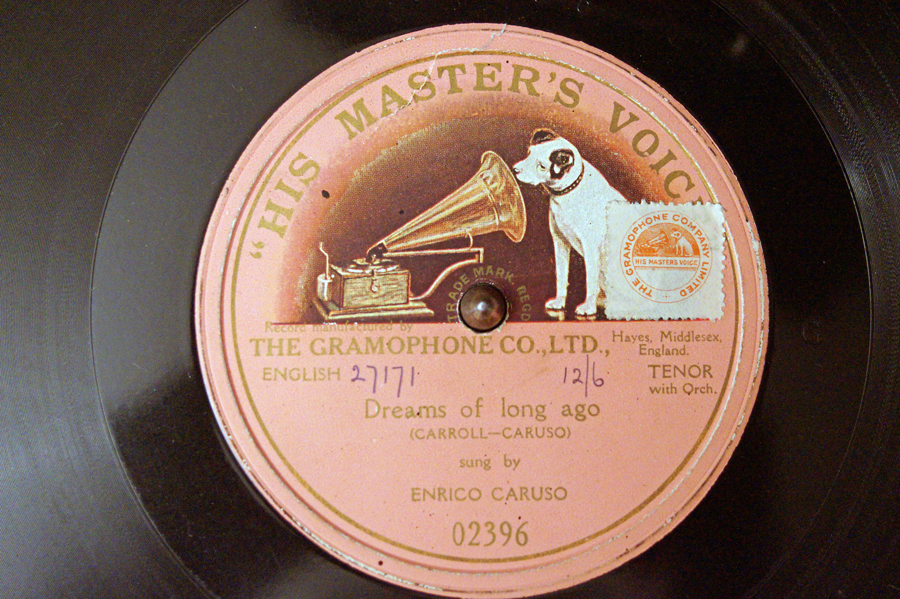 "HIS MASTER'S VOICE
TRADE MARK. REGD
THE GRAMOPHONE COMPANY LIMITED
HIS MASTERS VOICE
Record manufactured by
THE GRAMOPHONE CO., LTD., Hayes, Middlesex, England.
ENGLISH 27171 12/6 TENOR
with Orch.
Dreams of long ago
(CARROLL—CARUSO)
sung by
ENRICO CARUSO
02396